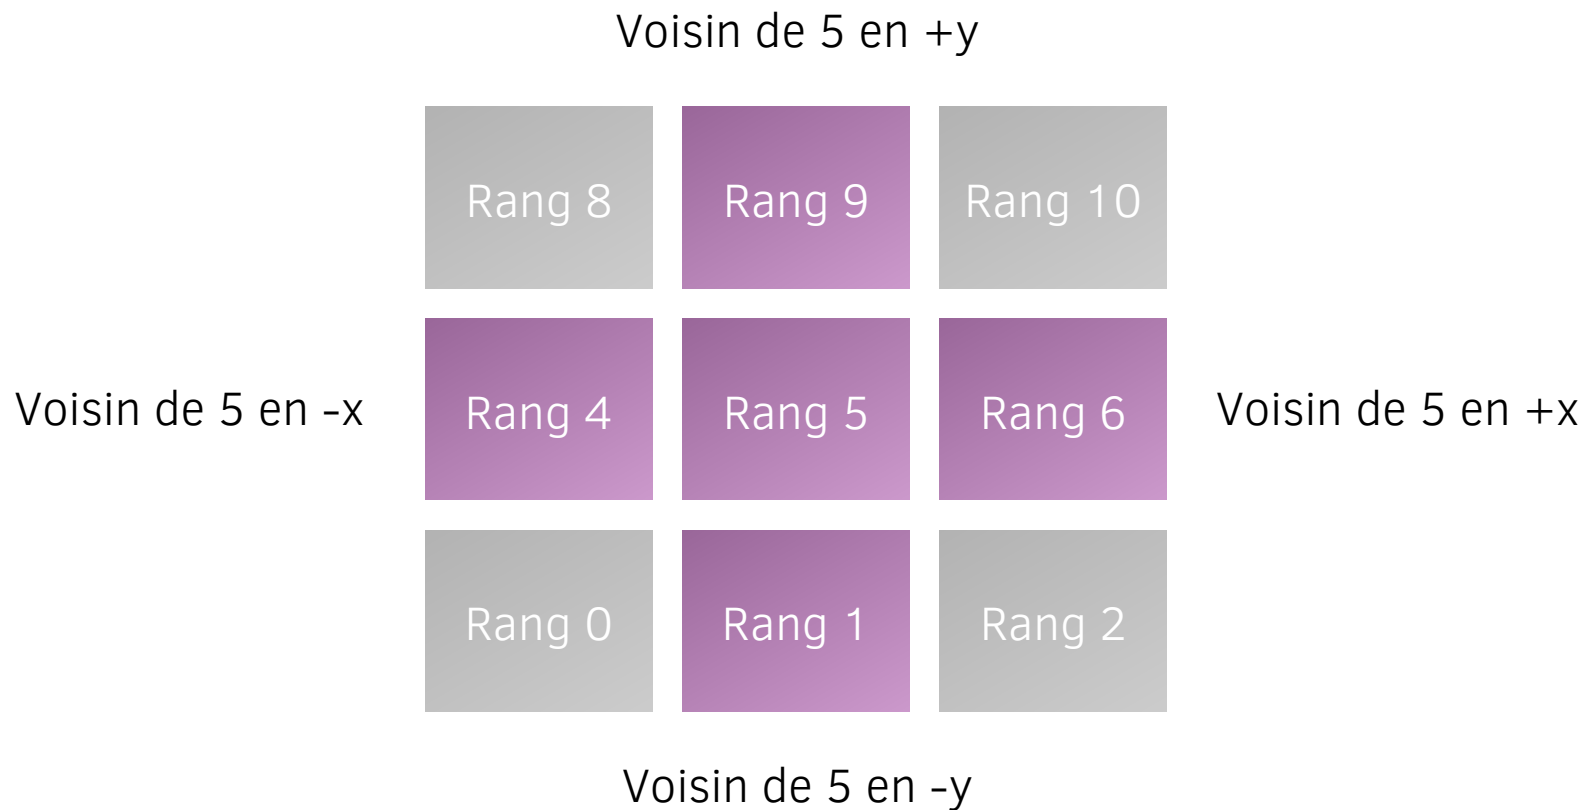 Voisin de 5 en +y
Rang 8
Rang 9
Rang 10
Voisin de 5 en -x
Rang 4
Rang 5
Rang 6
Voisin de 5 en +x
Rang 0
Rang 1
Rang 2
Voisin de 5 en -y